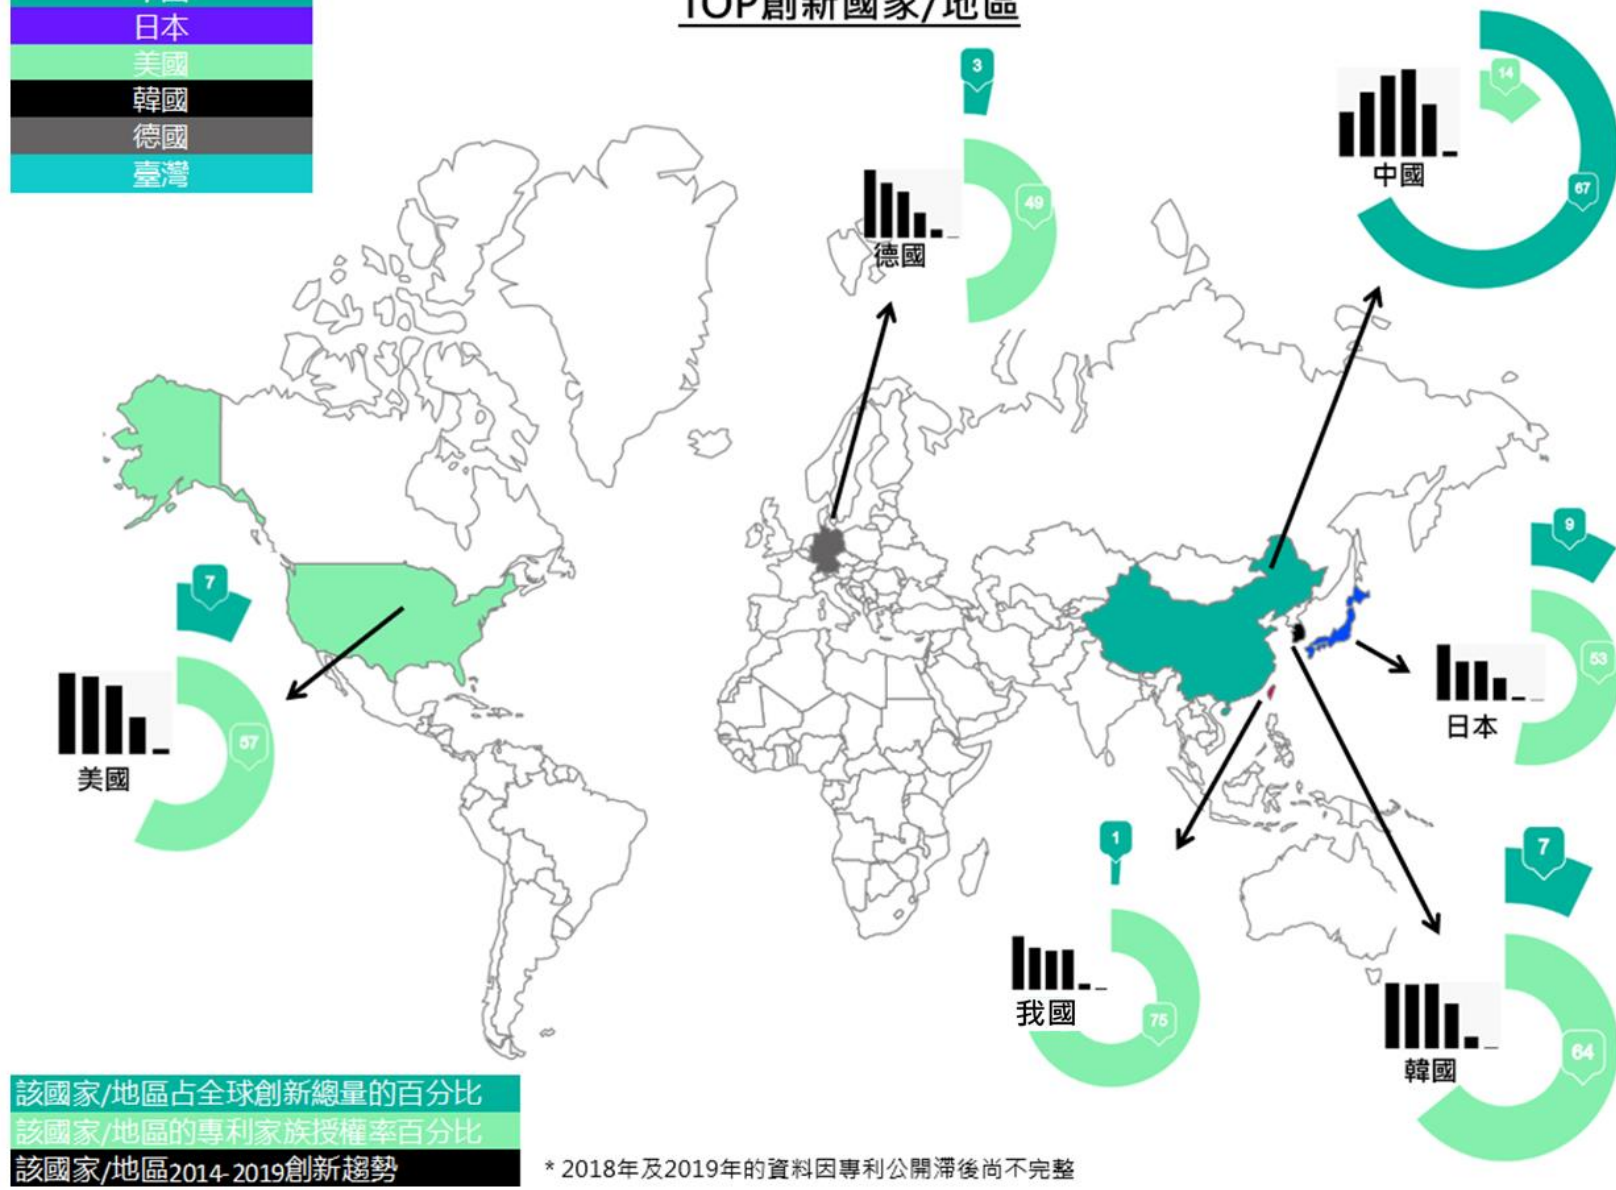 TOP創新國家/地區
中國
日本
美國
韓國
德國
臺灣
3
49
德國
14
67
中國
7
57
美國
9
53
日本
1
75
我國
7
64
韓國
該國家/地區占全球創新總量的百分比
該國家/地區的專利家族授權率百分比
該國家/地區2014-2019創新趨勢
* 2018年及2019年的資料因專利公開滯後尚不完整